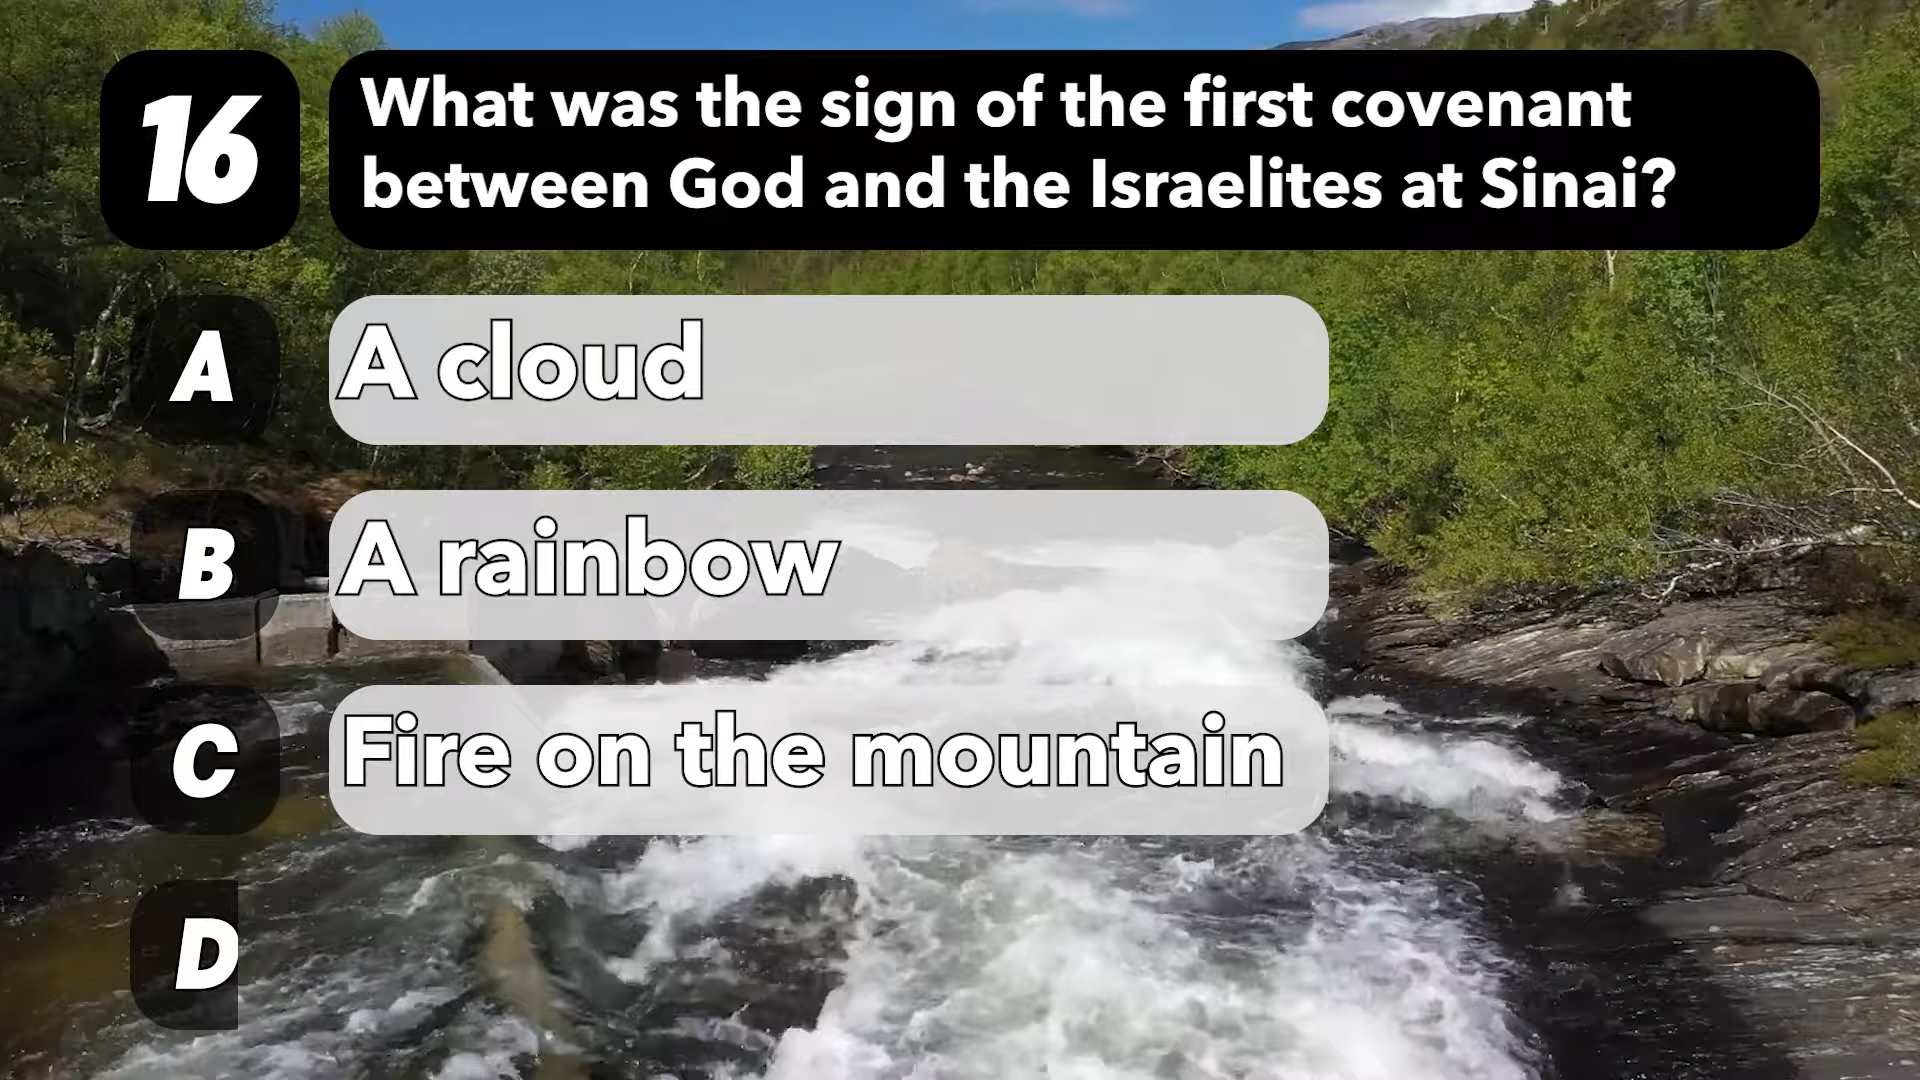 16
What was the sign of the first covenant
between God and the Israelites at Sinai?
A
A cloud
B
A rainbow
C
Fire on the mountain
D